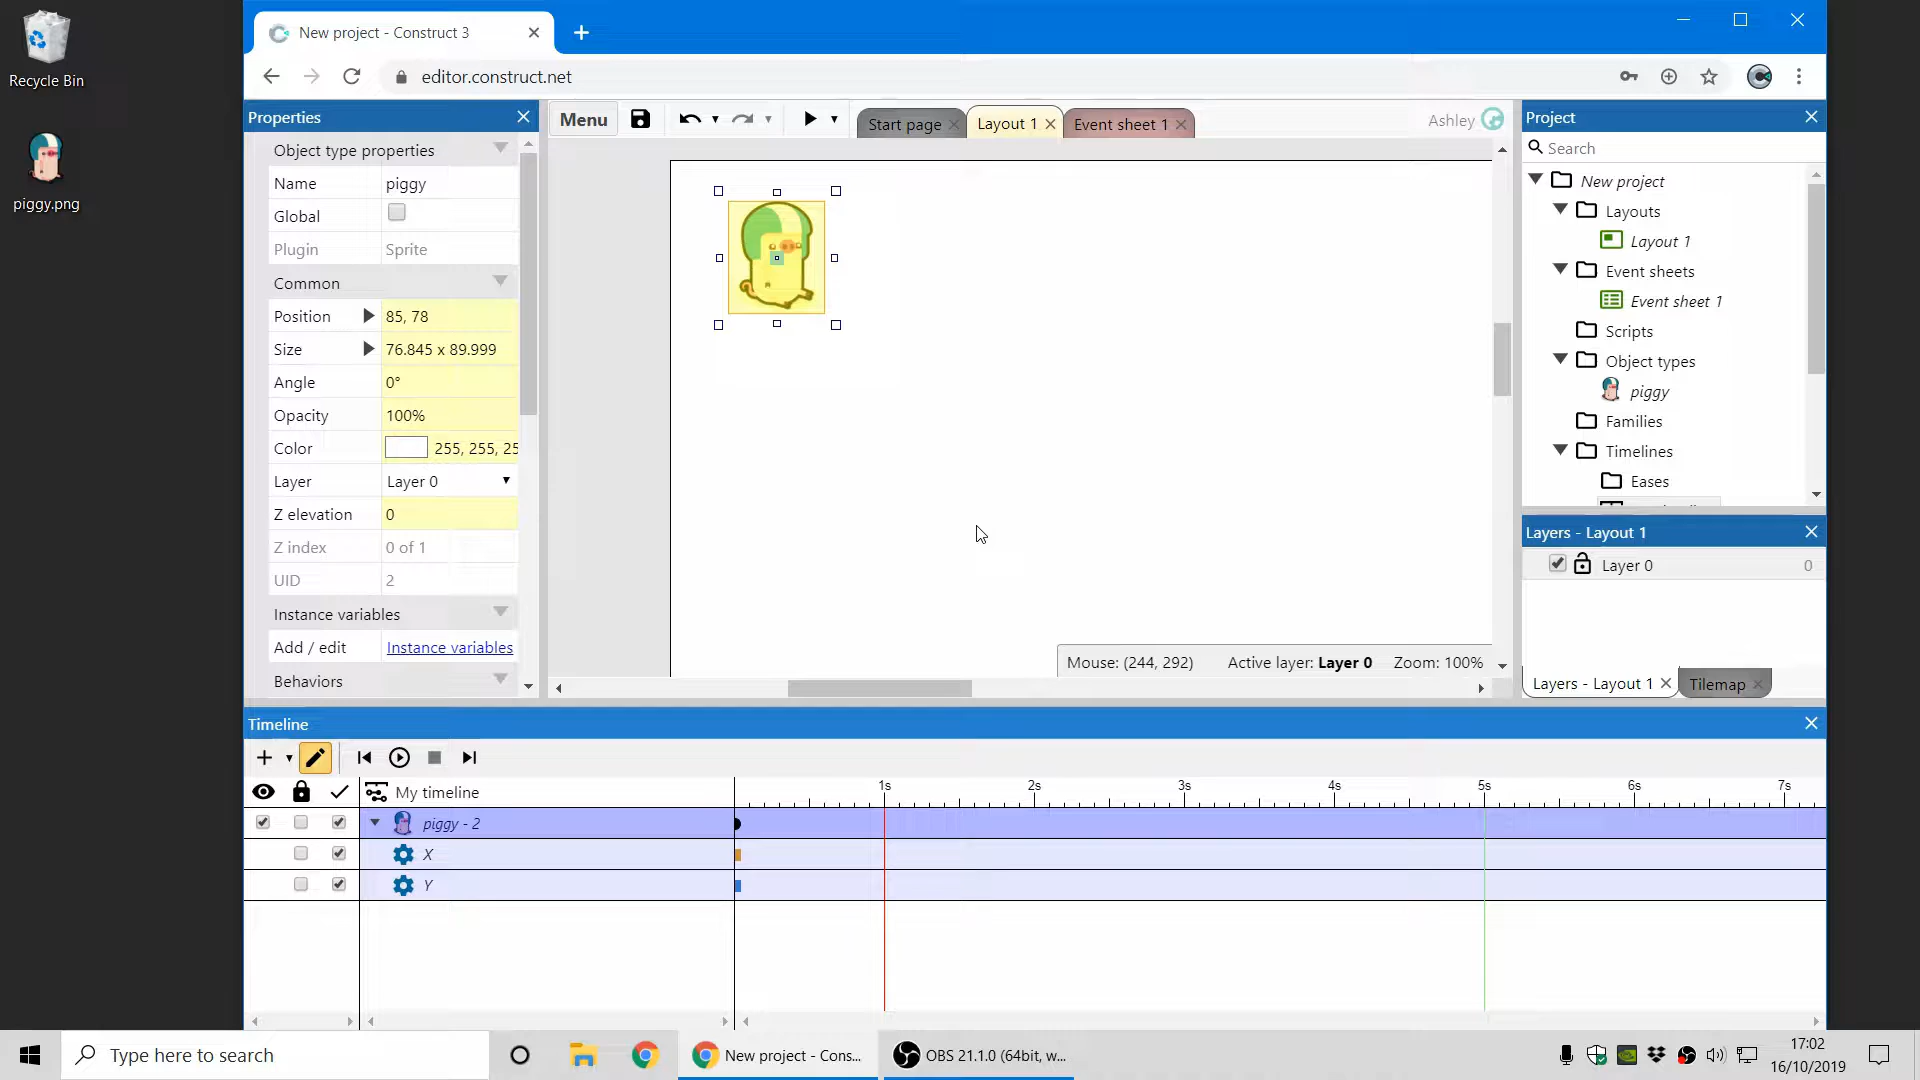 Recycle Bin
piggy.png
New project - Construct 3
editor.construct.net
Properties
Object type properties
Name piggy
Global
Plugin Sprite
Common
Position 85, 78
Size 76.845 x 89.999
Angle 0°
Opacity 100%
Color 255, 255, 25
Layer Layer 0
Z elevation 0
Z index 0 of 1
UID 2
Instance variables
Add / edit Instance variables
Behaviors
Menu
Start page
Layout 1
Event sheet 1
Ashley
Mouse: (244, 292) Active layer: Layer 0 Zoom: 100%
Project
Search
New project
Layouts
Layout 1
Event sheets
Event sheet 1
Scripts
Object types
piggy
Families
Timelines
Eases
Layers - Layout 1
Layer 0 0
Layers - Layout 1
Tilemap
Timeline
My timeline
1s 2s 3s 4s 5s 6s 7s
piggy - 2
X
Y
Type here to search
New project - Cons...
OBS 21.1.0 (64bit, w...
17:02
16/10/2019